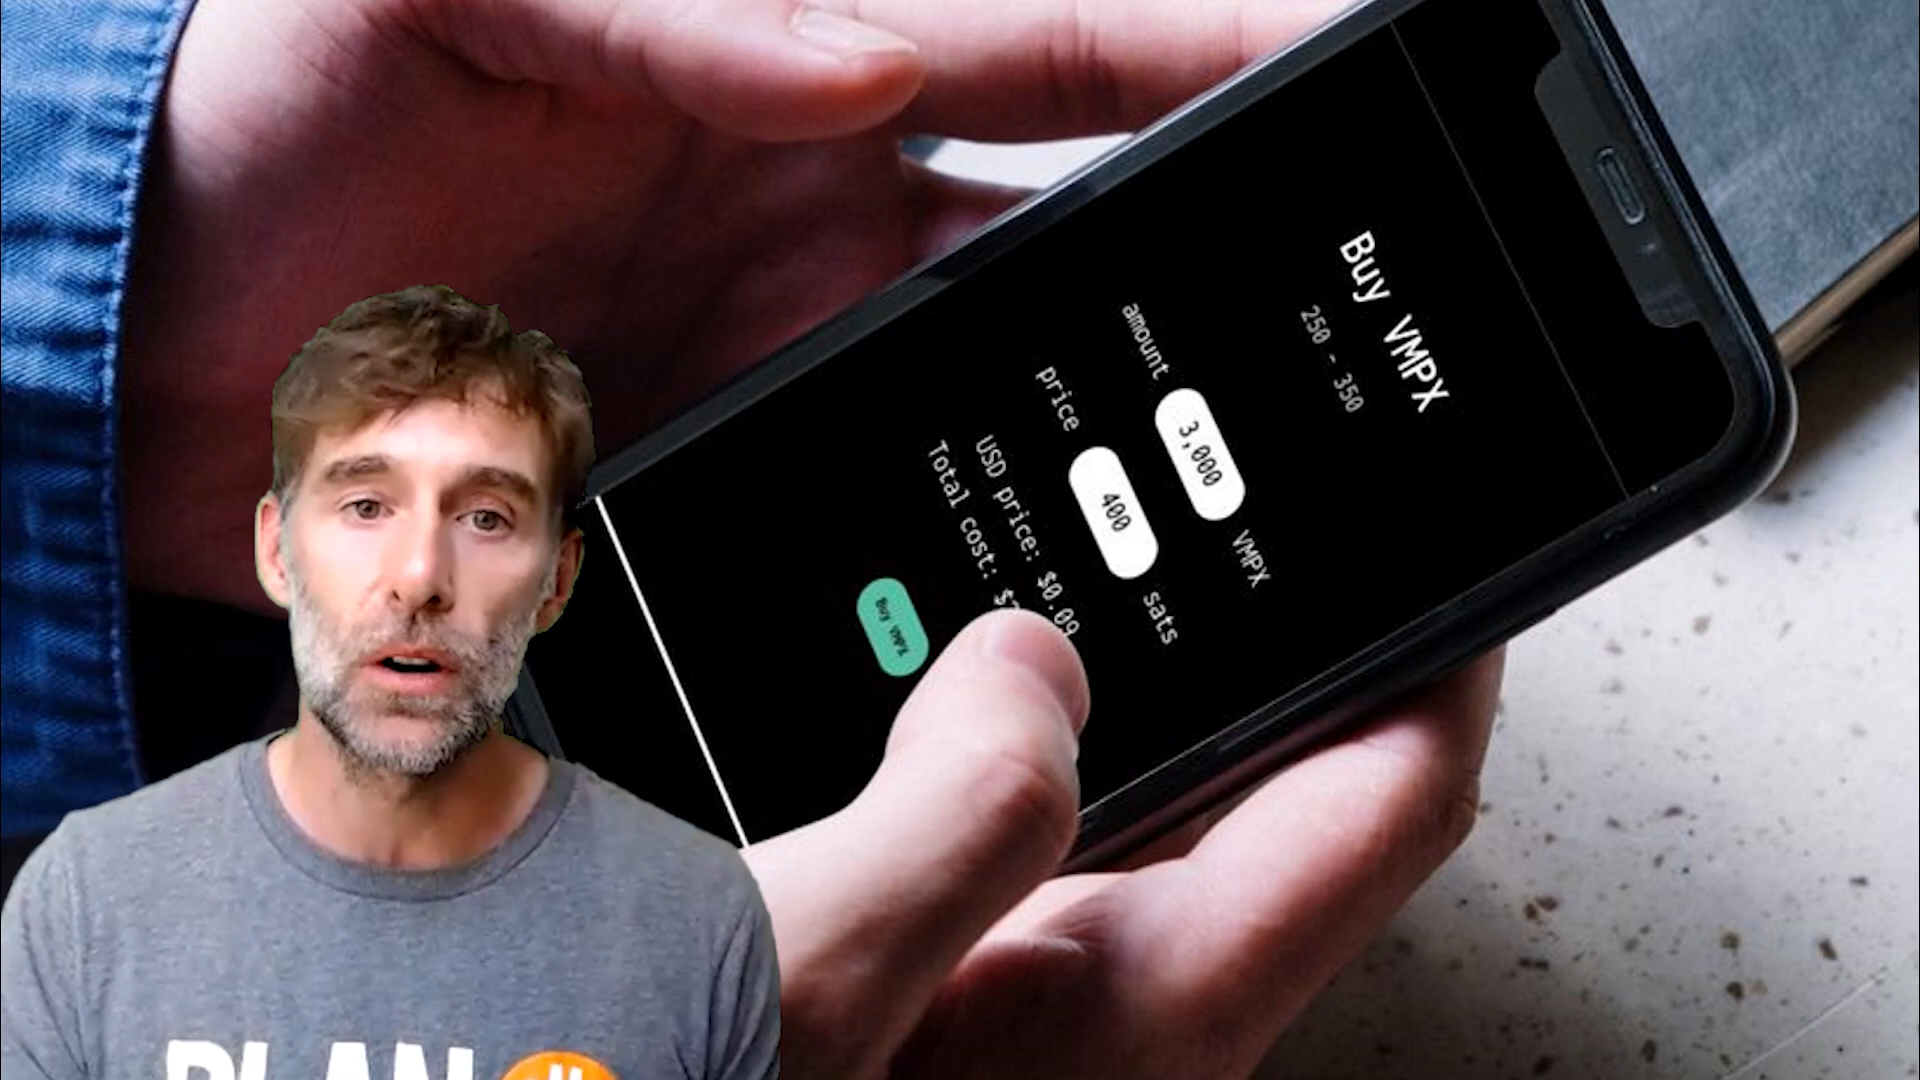 Buy VMPX
250 - 350
amount 3,000 VMPX
price 400 sats
USD price: $0.09
Total cost:
Buy VMPX
PLAN